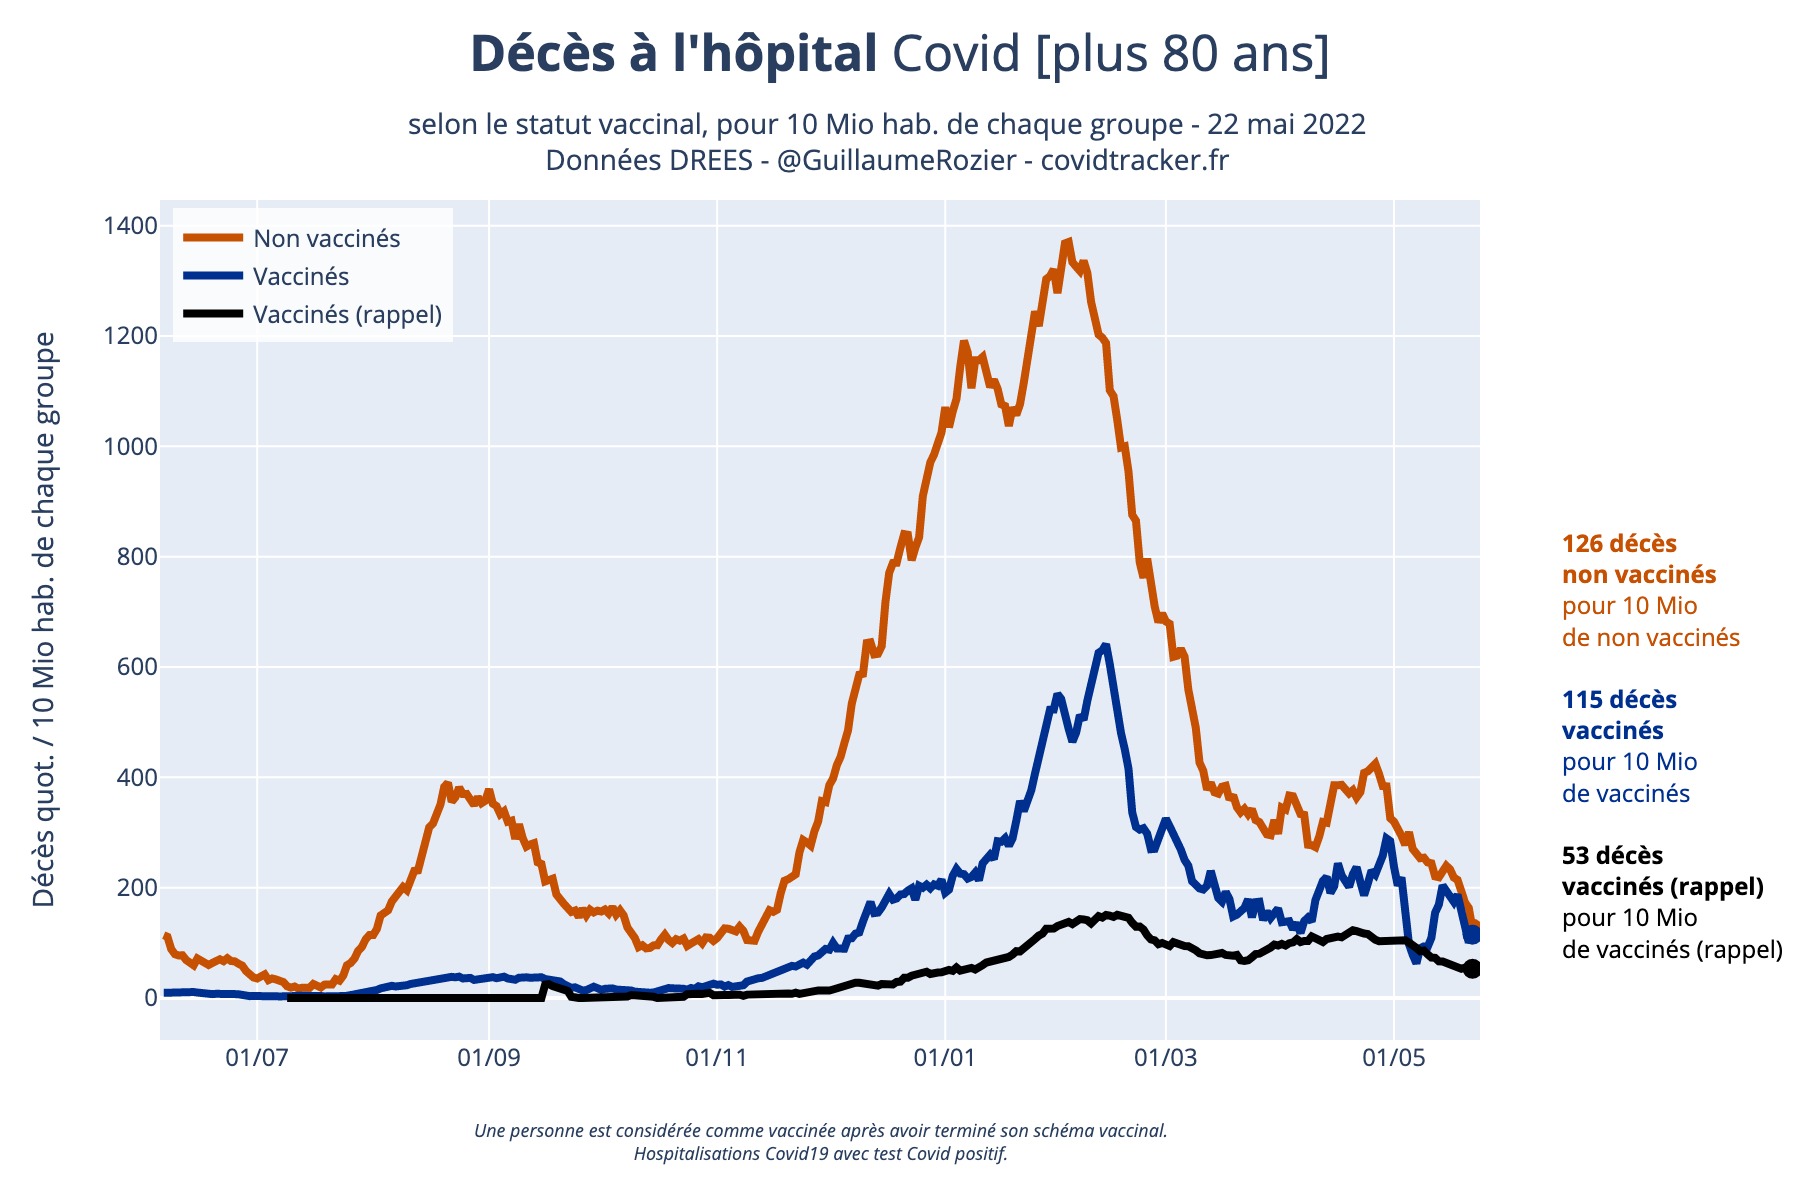 Décès à l'hôpital Covid [plus 80 ans]
selon le statut vaccinal, pour 10 Mio hab. de chaque groupe - 22 mai 2022
Données DREES - @GuillaumeRozier - covidtracker.fr
Décès quot. / 10 Mio hab. de chaque groupe
1400
1200
1000
800
600
400
200
0
Non vaccinés
Vaccinés
Vaccinés (rappel)
01/07
01/09
01/11
01/01
01/03
01/05
126 décès
non vaccinés
pour 10 Mio
de non vaccinés
115 décès
vaccinés
pour 10 Mio
de vaccinés
53 décès
vaccinés (rappel)
pour 10 Mio
de vaccinés (rappel)
Une personne est considérée comme vaccinée après avoir terminé son schéma vaccinal.
Hospitalisations Covid19 avec test Covid positif.